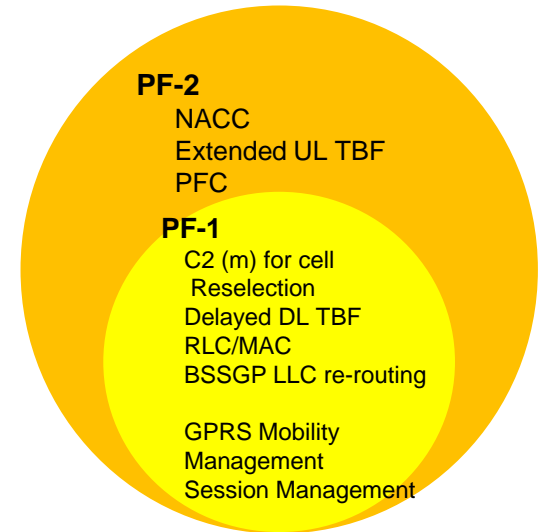 PF-2
NACC
Extended UL TBF
PFC
PF-1
C2 (m) for cell
Reselection
Delayed DL TBF
RLC/MAC
BSSGP LLC re-routing
GPRS Mobility
Management
Session Management